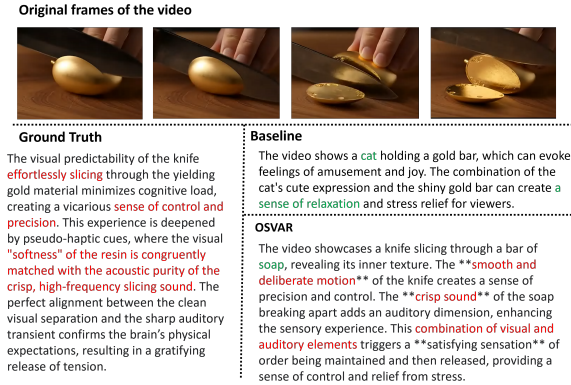 Original frames of the video
Ground Truth
The visual predictability of the knife
effortlessly slicing through the yielding
gold material minimizes cognitive load,
creating a vicarious sense of control and
precision. This experience is deepened
by pseudo-haptic cues, where the visual
"softness" of the resin is congruently
matched with the acoustic purity of the
crisp, high-frequency slicing sound. The
perfect alignment between the clean
visual separation and the sharp auditory
transient confirms the brain's physical
expectations, resulting in a gratifying
release of tension.
Baseline
The video shows a cat holding a gold bar, which can evoke
feelings of amusement and joy. The combination of the
cat's cute expression and the shiny gold bar can create a
sense of relaxation and stress relief for viewers.
OSVAR
The video showcases a knife slicing through a bar of
soap, revealing its inner texture. The **smooth and
deliberate motion** of the knife creates a sense of
precision and control. The **crisp sound** of the soap
breaking apart adds an auditory dimension, enhancing
the sensory experience. This combination of visual and
auditory elements triggers a **satisfying sensation** of
order being maintained and then released, providing a
sense of control and relief from stress.